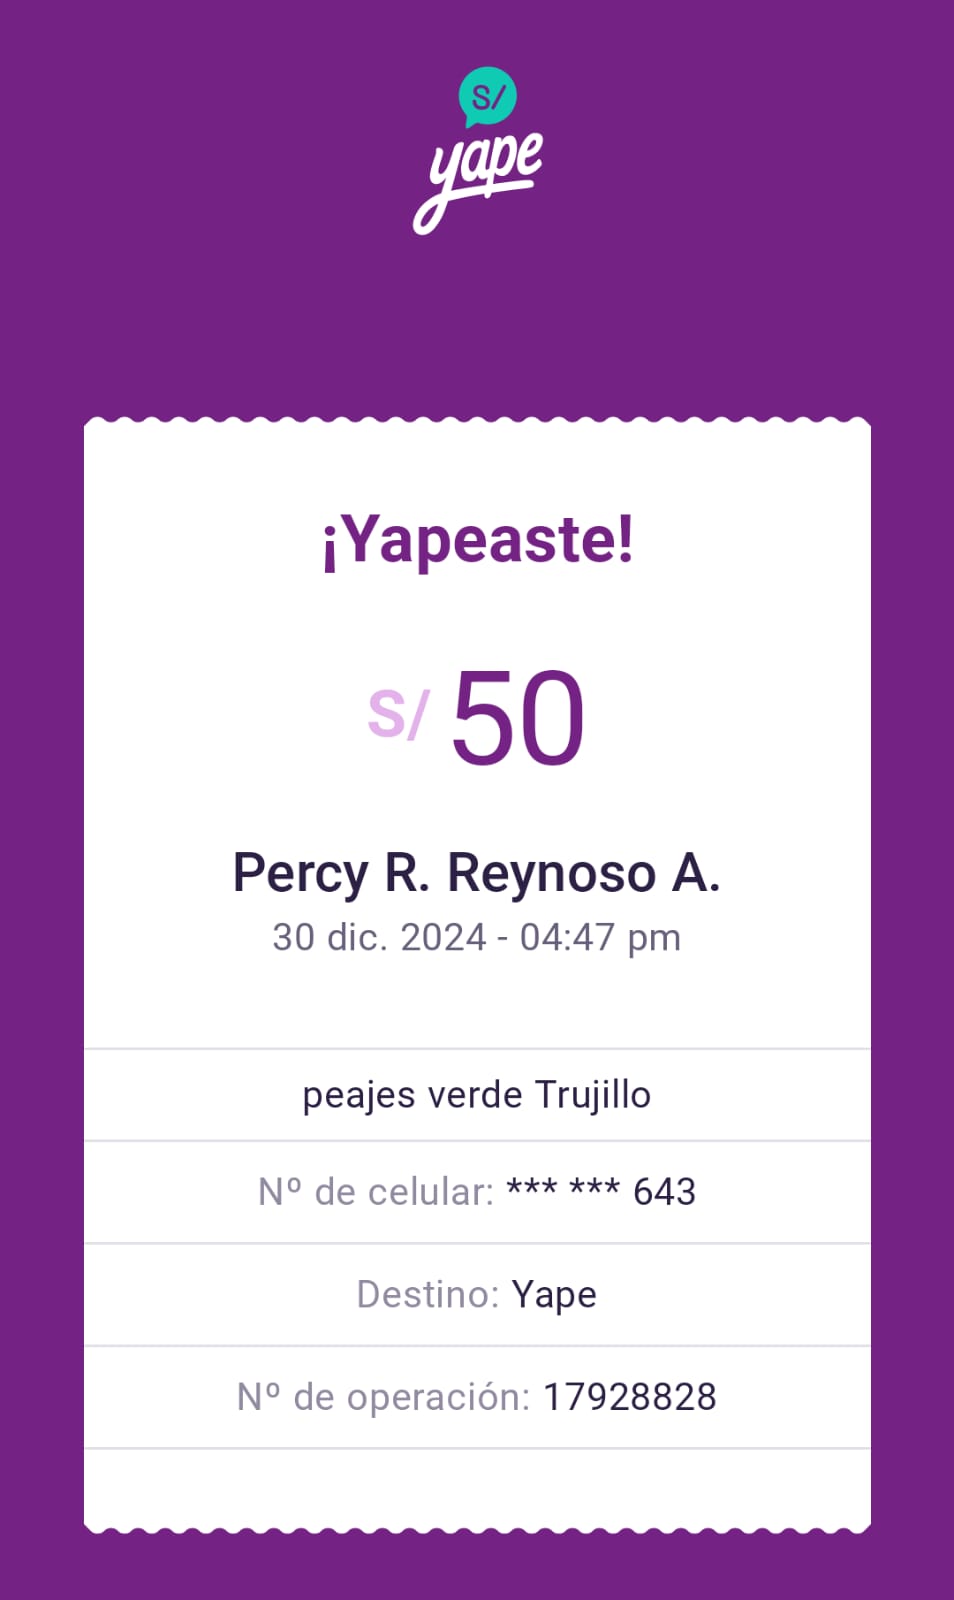 S/
yape
¡Yapeaste!
S/ 50
Percy R. Reynoso A.
30 dic. 2024 - 04:47 pm
peajes verde Trujillo
Nº de celular: *** *** 643
Destino: Yape
Nº de operación: 17928828